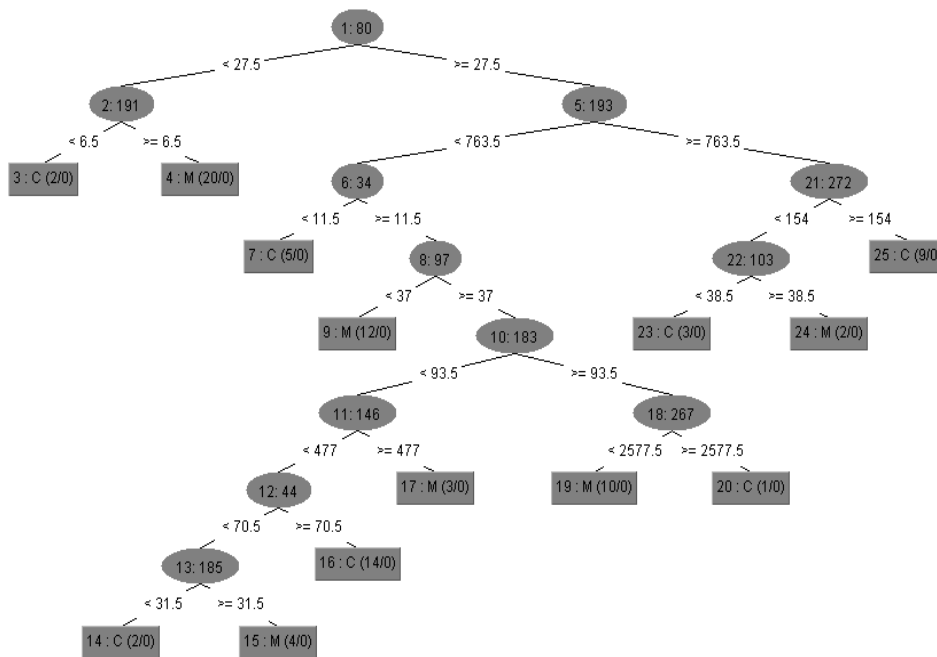 1: 80
< 27.5 >= 27.5
2: 191 5: 193
< 6.5 >= 6.5 < 763.5 >= 763.5
3 : C (2/0) 4 : M (20/0) 6: 34 21: 272
< 11.5 >= 11.5 < 154 >= 154
7 : C (5/0) 8: 97 22: 103 25: C (9/0
< 37 >= 37 < 38.5 >= 38.5
9 : M (12/0) 10: 183 23 : C (3/0) 24 : M (2/0)
< 93.5 >= 93.5
11: 146 18: 267
< 477 >= 477 < 2577.5 >= 2577.5
12: 44 17 : M (3/0) 19 : M (10/0) 20 : C (1/0)
< 70.5 >= 70.5
13: 185 16 : C (14/0)
< 31.5 >= 31.5
14 : C (2/0) 15 : M (4/0)